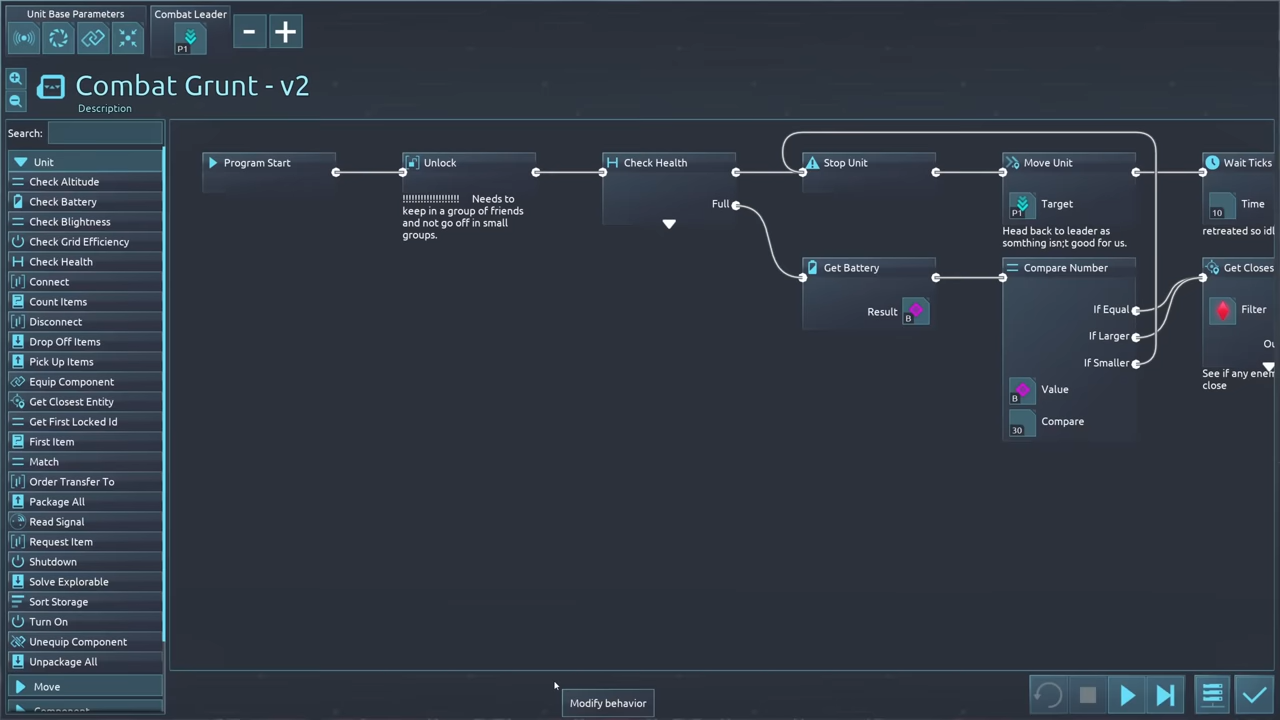 Unit Base Parameters
Combat Leader
P1
- +
Combat Grunt - v2
Description
Search:
Unit
Check Altitude
Check Battery
Check Blightness
Check Grid Efficiency
Check Health
Connect
Count Items
Disconnect
Drop Off Items
Pick Up Items
Equip Component
Get Closest Entity
Get First Locked Id
First Item
Match
Order Transfer To
Package All
Read Signal
Request Item
Shutdown
Solve Explorable
Sort Storage
Turn On
Unequip Component
Unpackage All
Move
Component
Program Start
Unlock
!!!!!!!!!!!!!!!!!!! Needs to
keep in a group of friends
and not go off in small
groups.
Check Health
Full
Stop Unit
Move Unit
P1 Target
Head back to leader as
somthing isn;t good for us.
Wait Ticks
10 Time
retreated so idl
Get Battery
Result B
Compare Number
If Equal
If Larger
If Smaller
B Value
30 Compare
Get Closes
Filter
Ou
See if any enem
close
Modify behavior